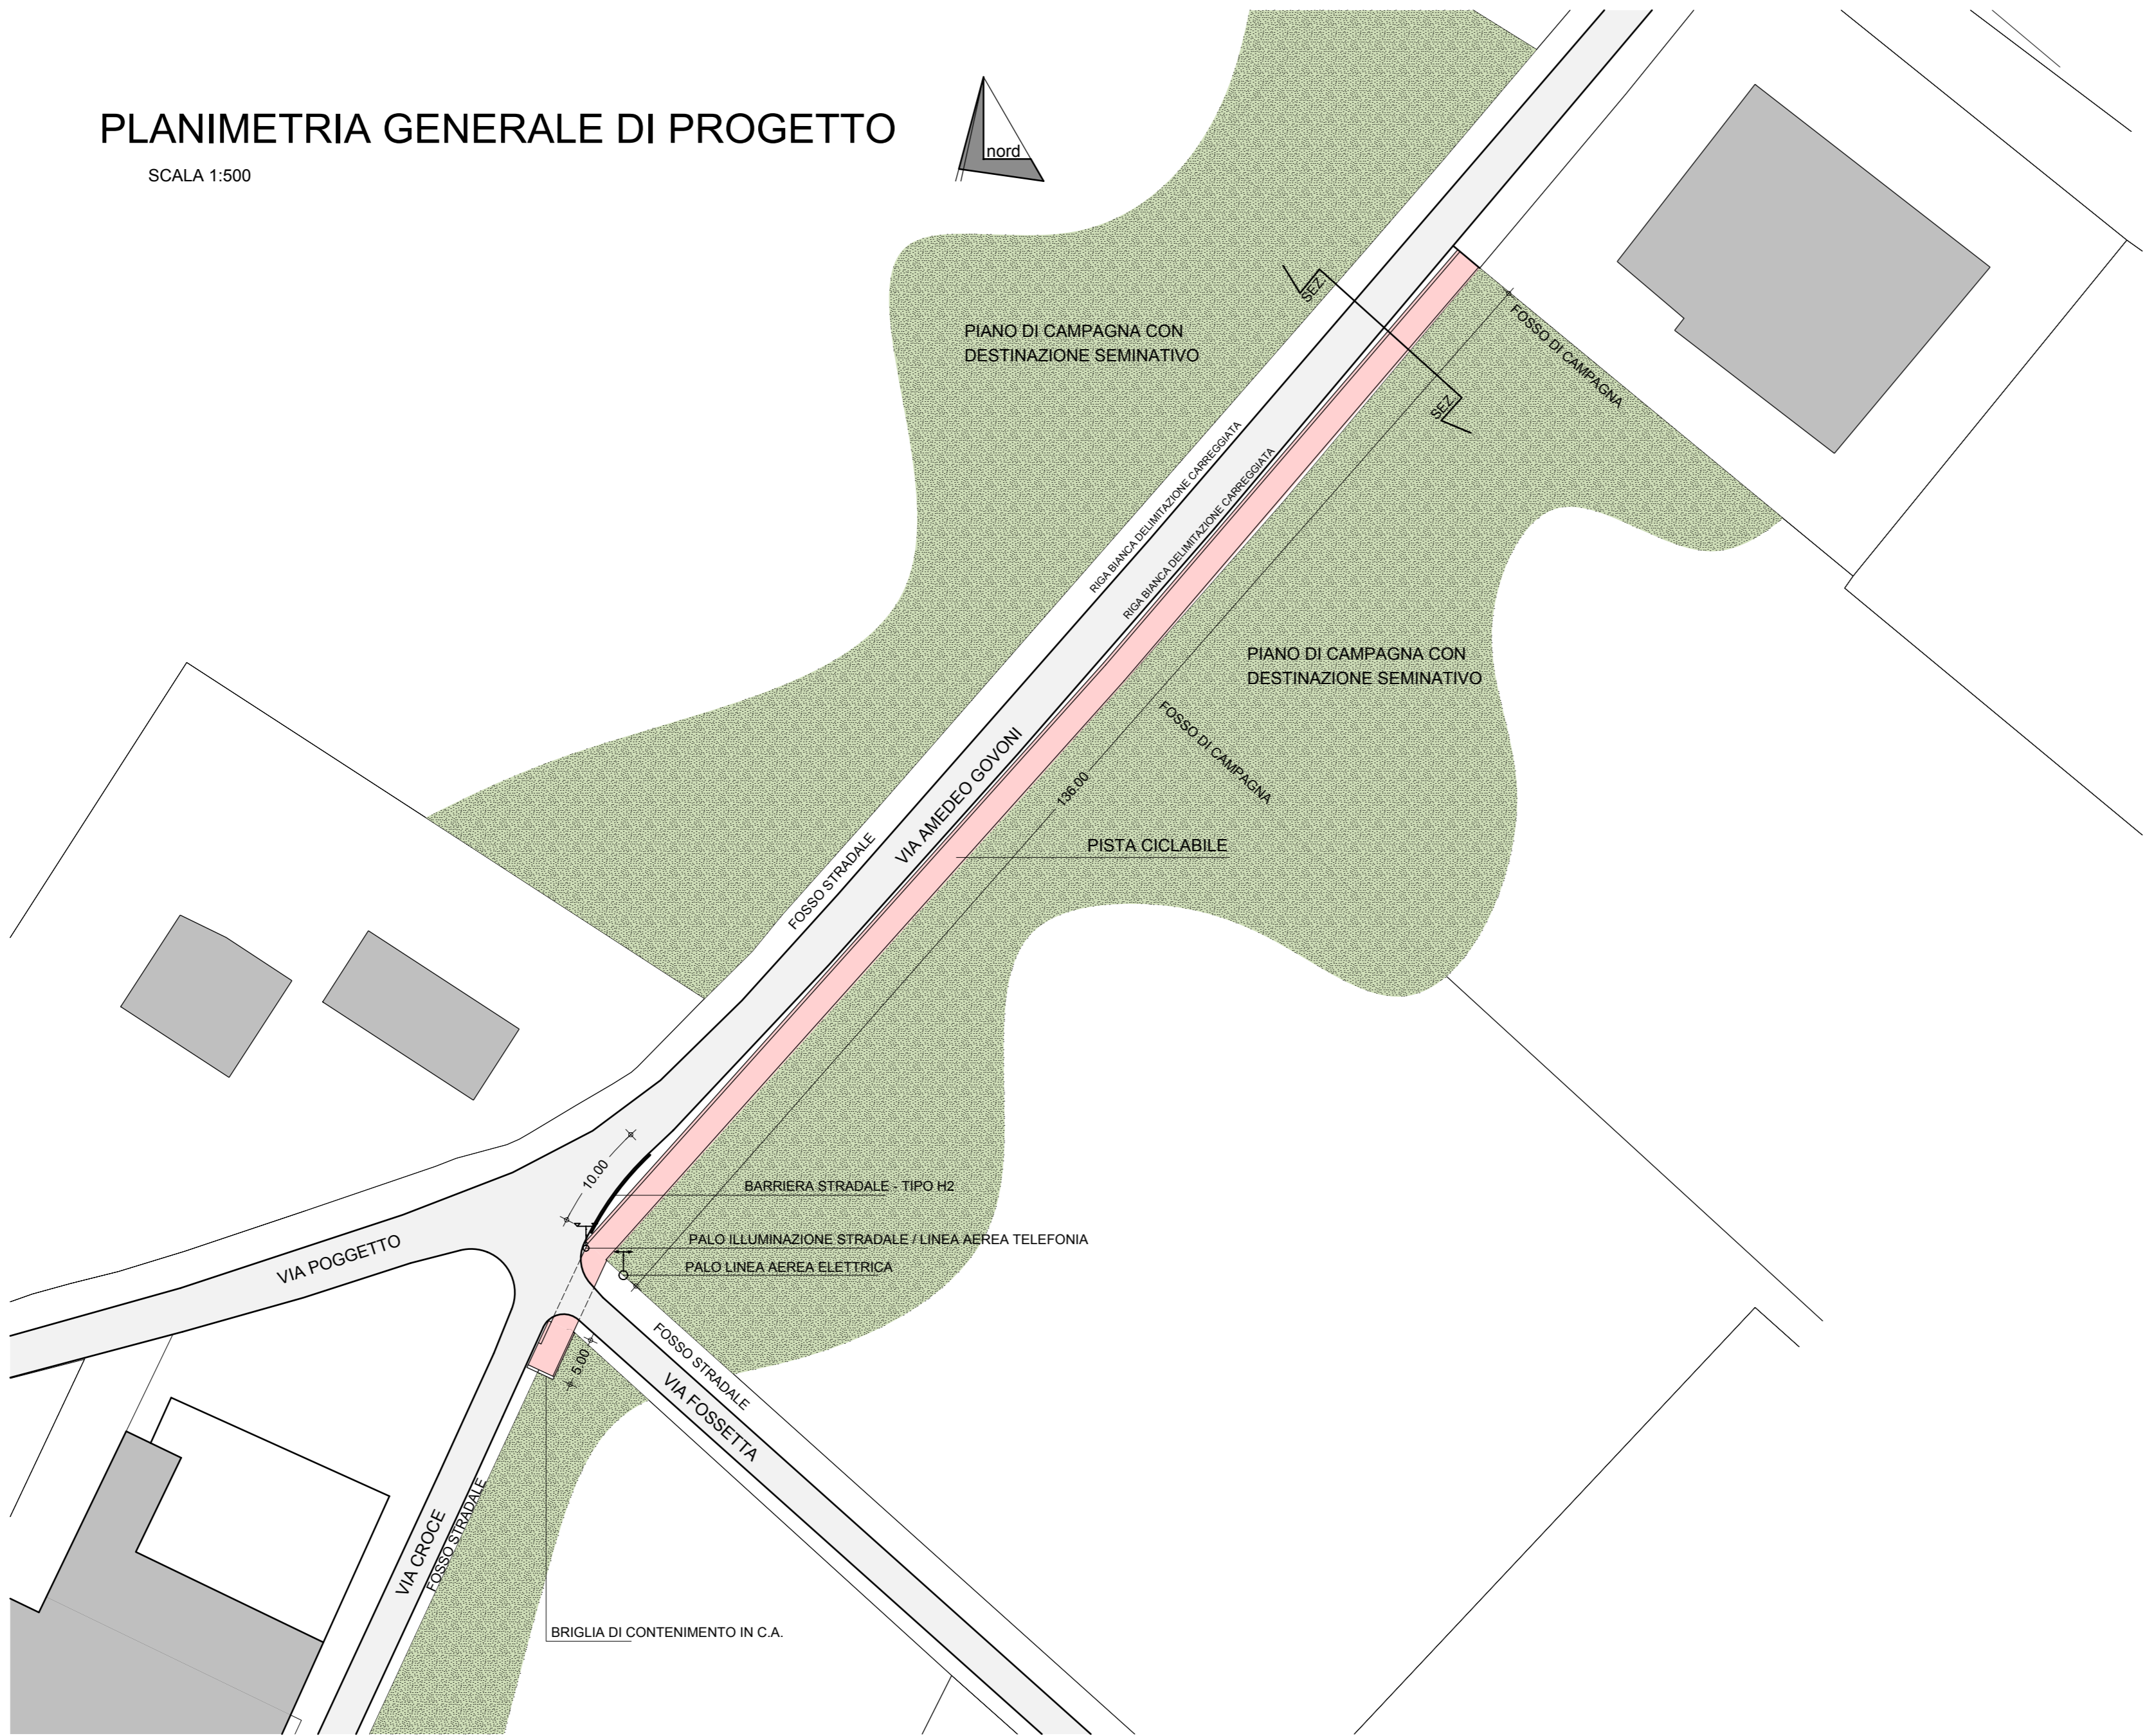 PLANIMETRIA GENERALE DI PROGETTO
SCALA 1:500
nord
SEZ.
SEZ.
FOSSO DI CAMPAGNA
PIANO DI CAMPAGNA CON
DESTINAZIONE SEMINATIVO
RIGA BIANCA DELIMITAZIONE CARREGGIATA
RIGA BIANCA DELIMITAZIONE CARREGGIATA
PIANO DI CAMPAGNA CON
DESTINAZIONE SEMINATIVO
FOSSO DI CAMPAGNA
136.00
VIA AMEDEO GOVONI
FOSSO STRADALE
PISTA CICLABILE
10.00
BARRIERA STRADALE - TIPO H2
PALO ILLUMINAZIONE STRADALE / LINEA AEREA TELEFONIA
PALO LINEA AEREA ELETTRICA
VIA POGGETTO
FOSSO STRADALE
5.00
VIA FOSSETTA
VIA CROCE
FOSSO STRADALE
BRIGLIA DI CONTENIMENTO IN C.A.